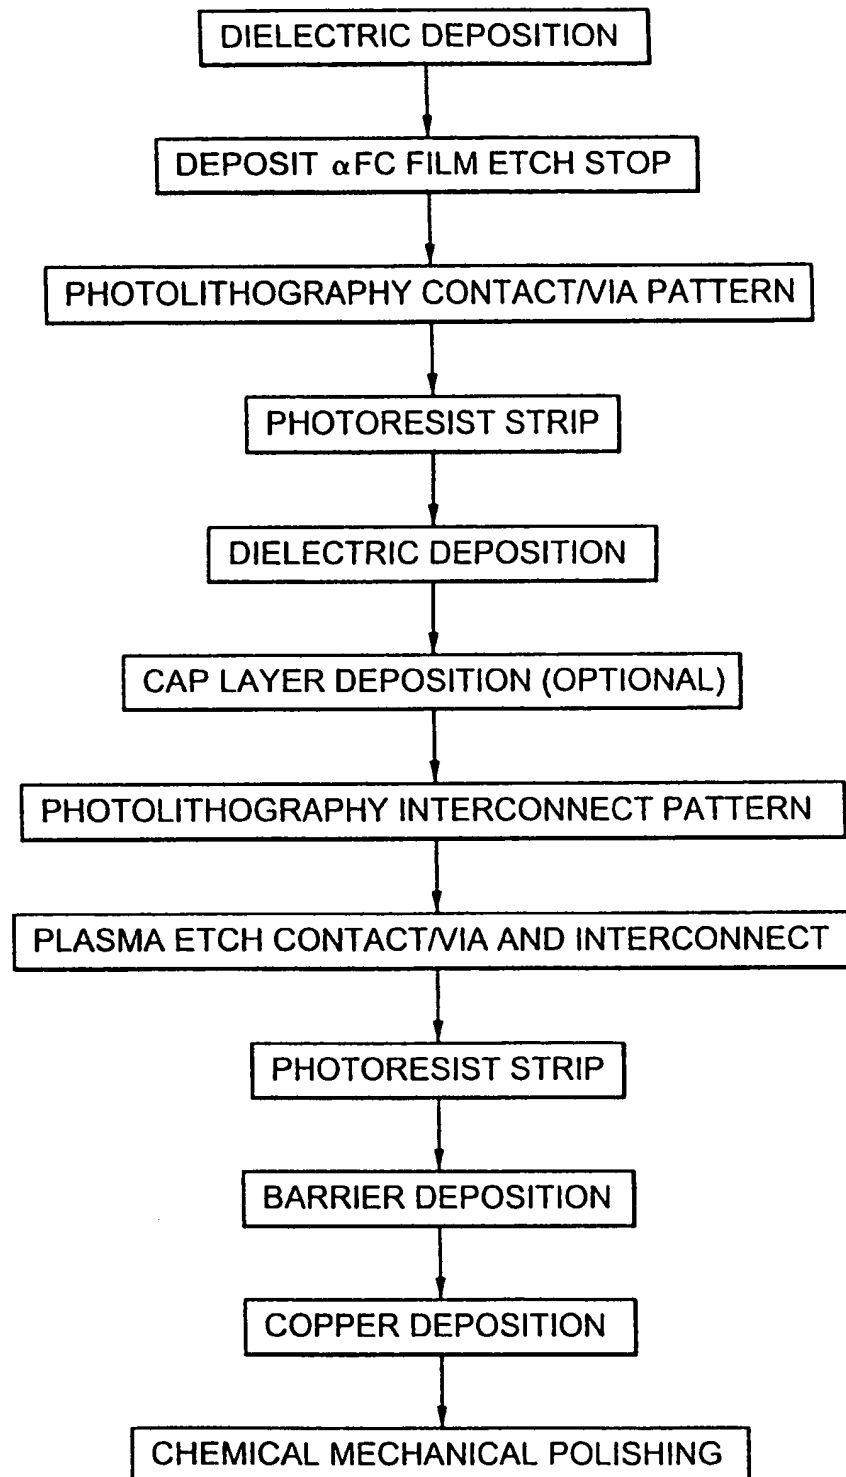 DIELECTRIC DEPOSITION
DEPOSIT αFC FILM ETCH STOP
PHOTOLITHOGRAPHY CONTACT/VIA PATTERN
PHOTORESIST STRIP
DIELECTRIC DEPOSITION
CAP LAYER DEPOSITION (OPTIONAL)
PHOTOLITHOGRAPHY INTERCONNECT PATTERN
PLASMA ETCH CONTACT/VIA AND INTERCONNECT
PHOTORESIST STRIP
BARRIER DEPOSITION
COPPER DEPOSITION
CHEMICAL MECHANICAL POLISHING